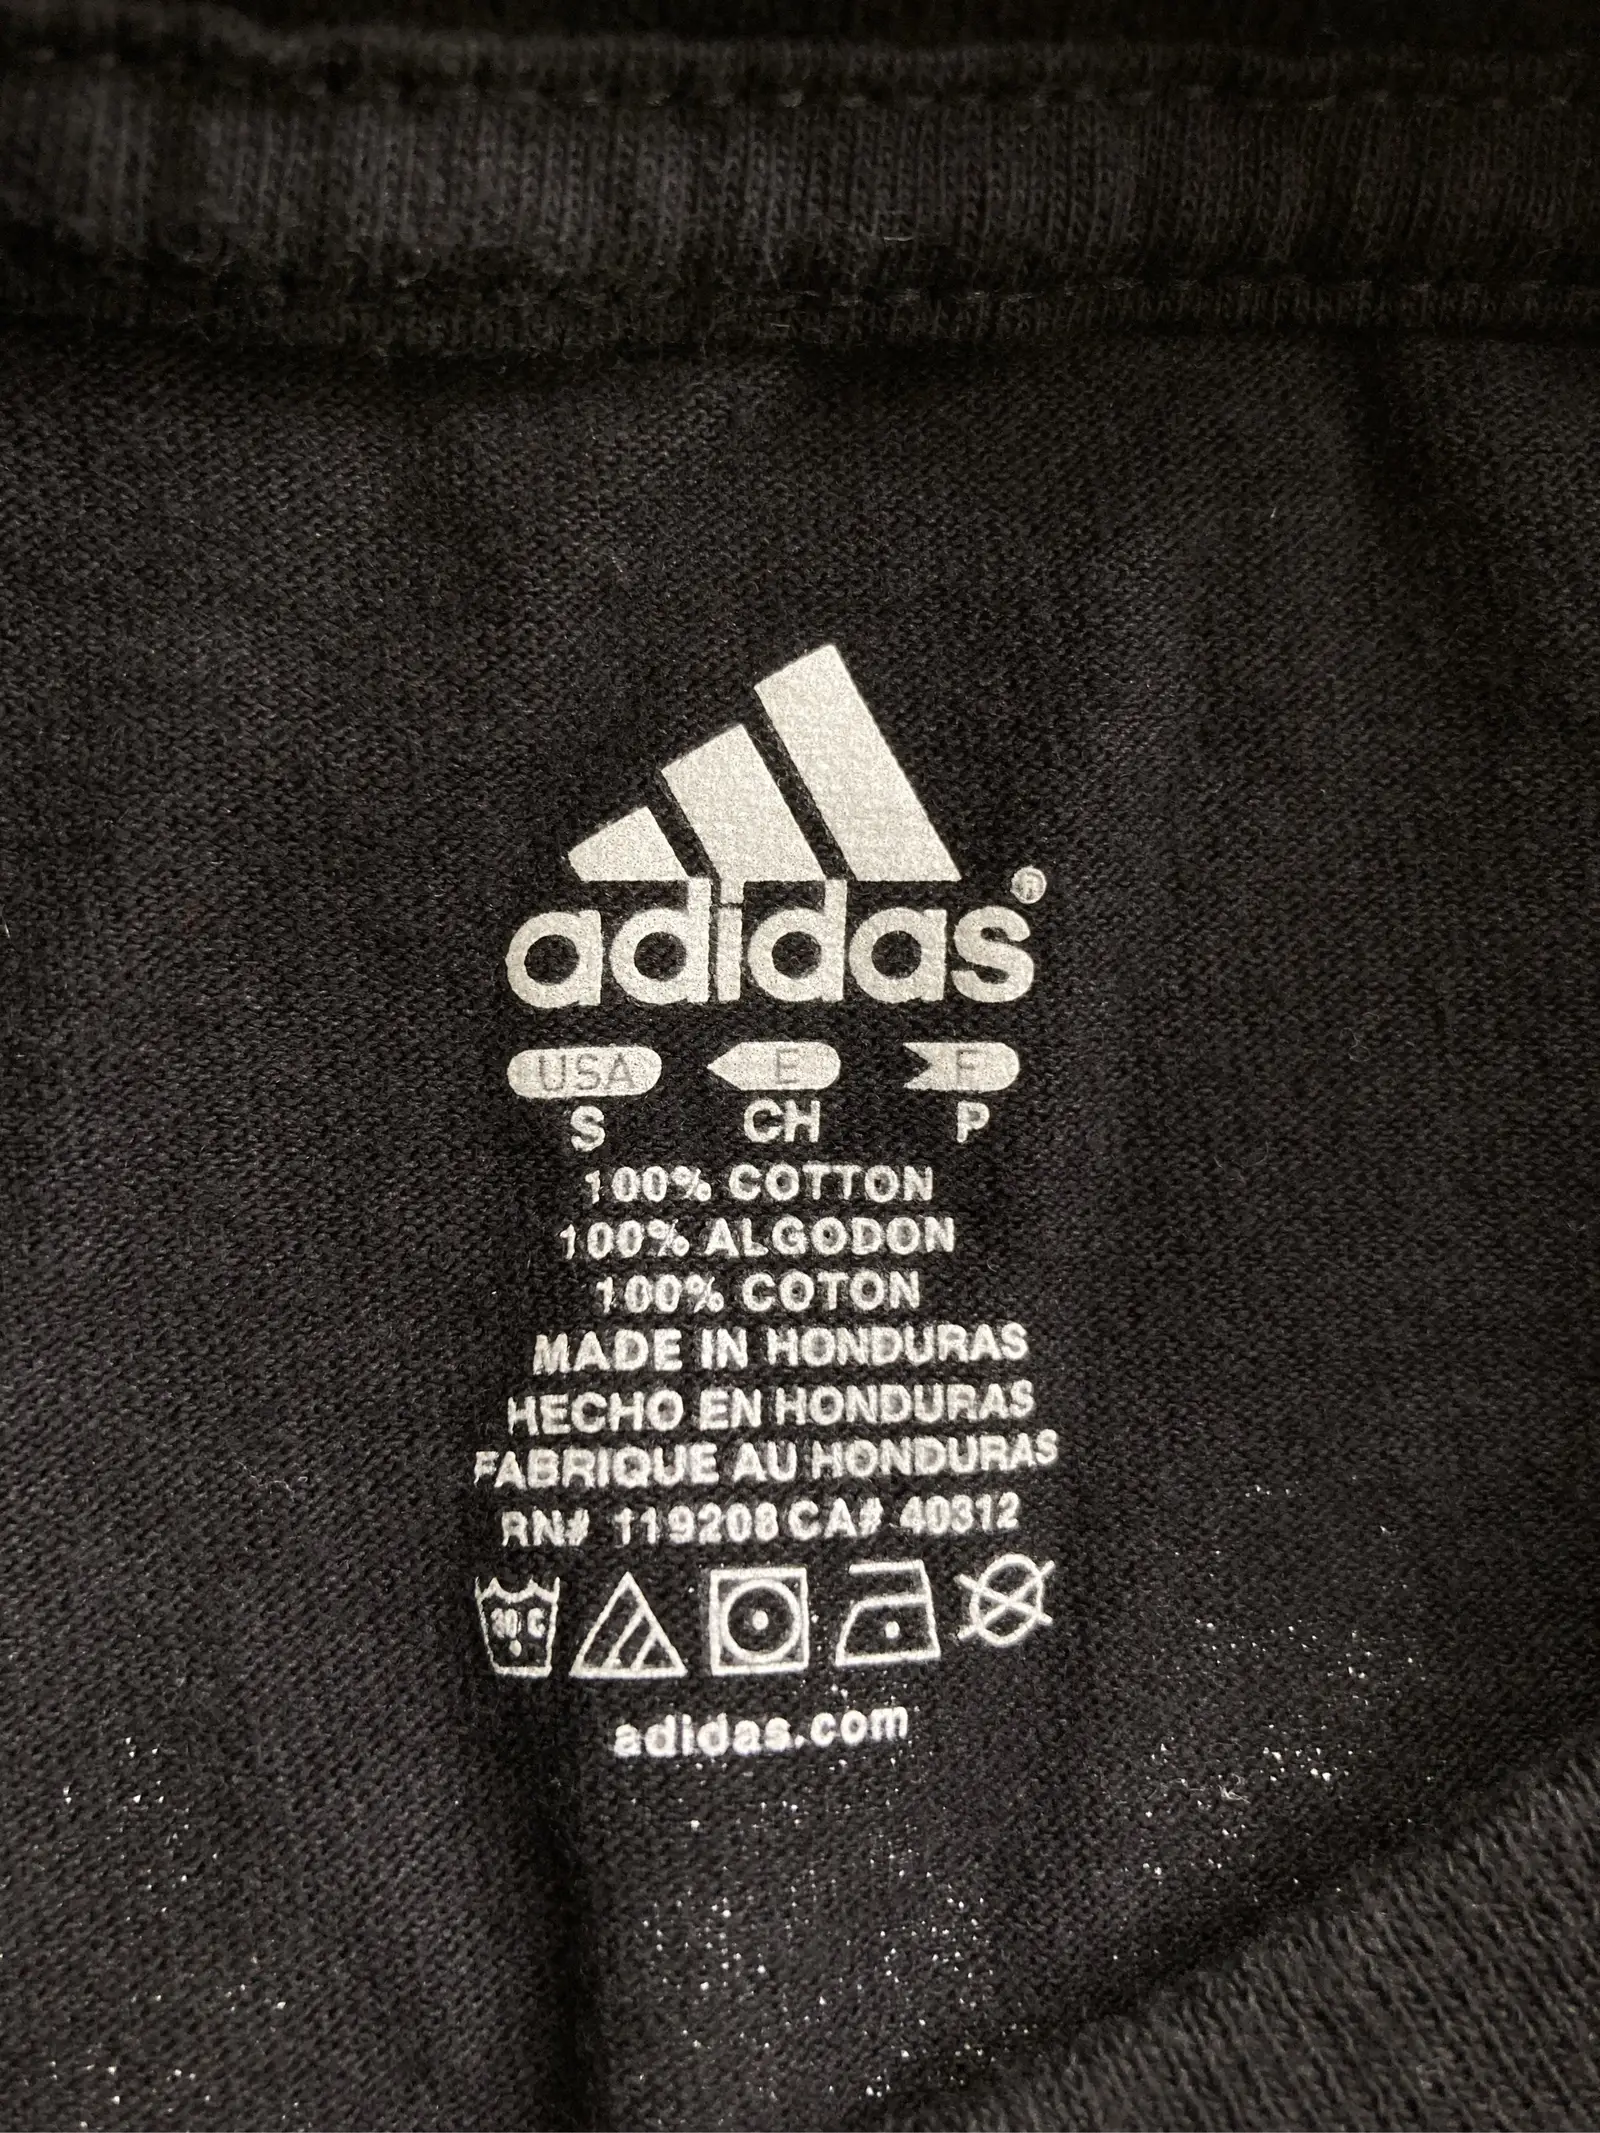 adidas®
USA E F
S CH P
100% COTTON
100% ALGODON
100% COTON
MADE IN HONDURAS
HECHO EN HONDURAS
FABRIQUE AU HONDURAS
RN# 119208 CA# 40312
30°C
adidas.com